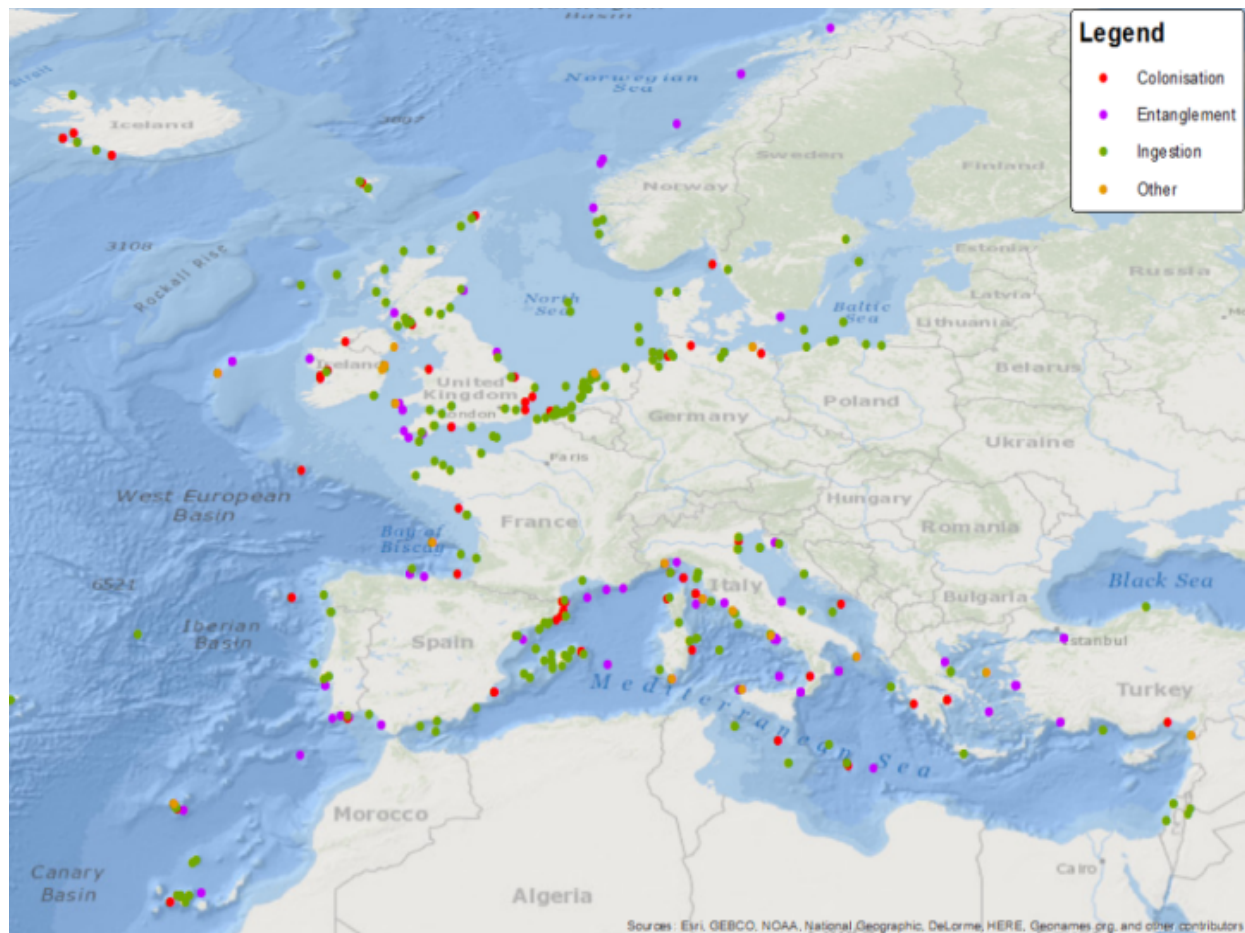 Basin
Legend
Colonisation
Entanglement
Ingestion
Other
Norwegian
Sea
Strait
Iceland
3097
Sweden
Finland
Norway
3108
Rockall Rise
Estonia
Russia
North
Sea
Baltic
Sea
Latvia
Lithuania
Ireland
United
Kingdom
London
Belarus
Poland
Germany
Ukraine
Paris
West European
Basin
Hungary
France
Romania
Bay of
Biscay
6521
Italy
Black Sea
Bulgaria
Iberian
Basin
Spain
Istanbul
Mediterranean Sea
Turkey
Morocco
Canary
Basin
Algeria
Cairo
Sources: Esri, GEBCO, NOAA, National Geographic, DeLorme, HERE, Geonames.org, and other contributors